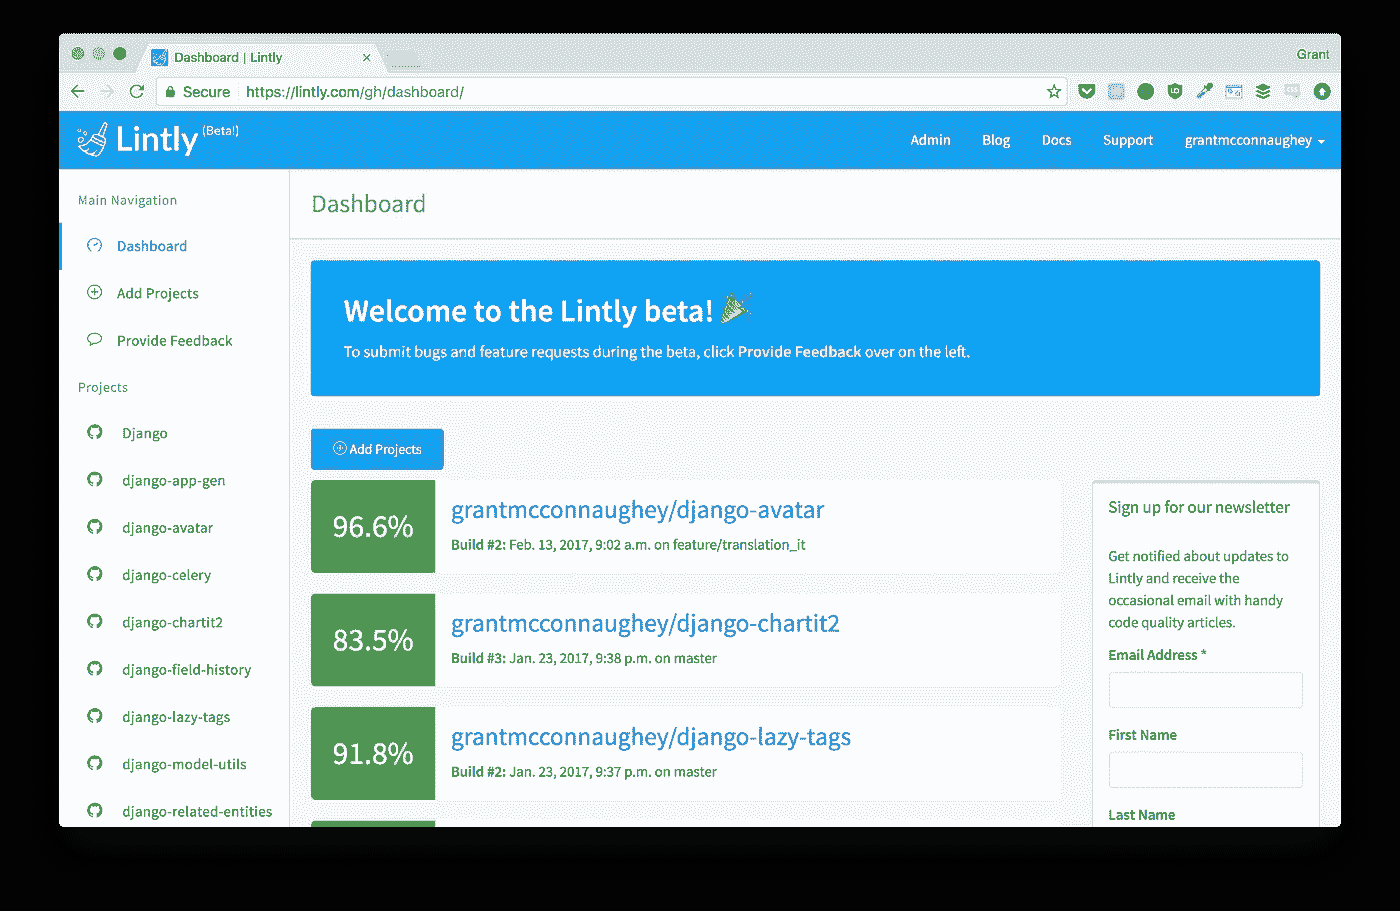 Dashboard | Lintly
Grant
Secure https://lintly.com/gh/dashboard/
Lintly (Beta!)
Admin Blog Docs Support grantmcconnaughey
Main Navigation
Dashboard
Add Projects
Provide Feedback
Projects
Django
django-app-gen
django-avatar
django-celery
django-chartit2
django-field-history
django-lazy-tags
django-model-utils
django-related-entities
Dashboard
Welcome to the Lintly beta! 🎉
To submit bugs and feature requests during the beta, click Provide Feedback over on the left.
Add Projects
96.6%
grantmcconnaughey/django-avatar
Build #2: Feb. 13, 2017, 9:02 a.m. on feature/translation_it
83.5%
grantmcconnaughey/django-chartit2
Build #3: Jan. 23, 2017, 9:38 p.m. on master
91.8%
grantmcconnaughey/django-lazy-tags
Build #2: Jan. 23, 2017, 9:37 p.m. on master
Sign up for our newsletter
Get notified about updates to
Lintly and receive the
occasional email with handy
code quality articles.
Email Address *
First Name
Last Name